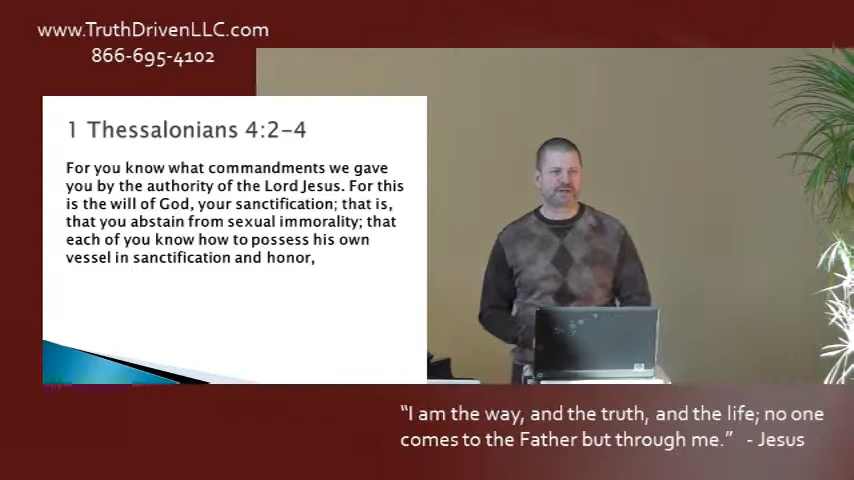 www.TruthDrivenLLC.com
866-695-4102
1 Thessalonians 4:2-4
For you know what commandments we gave
you by the authority of the Lord Jesus. For this
is the will of God, your sanctification; that is,
that you abstain from sexual immorality; that
each of you know how to possess his own
vessel in sanctification and honor,
“I am the way, and the truth, and the life; no one
comes to the Father but through me.” - Jesus